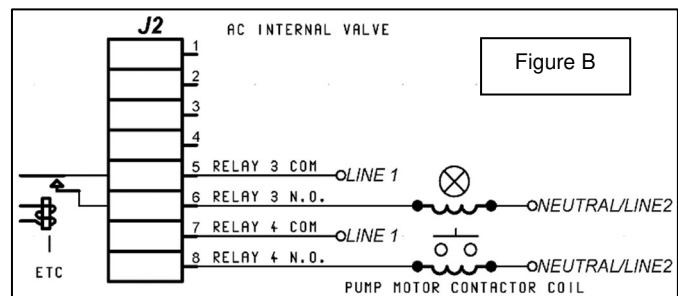 J2
AC INTERNAL VALVE
Figure B
1
2
3
4
5 RELAY 3 COM LINE 1
6 RELAY 3 N.O. NEUTRAL/LINE2
7 RELAY 4 COM LINE 1
8 RELAY 4 N.O. NEUTRAL/LINE2
ETC
PUMP MOTOR CONTACTOR COIL